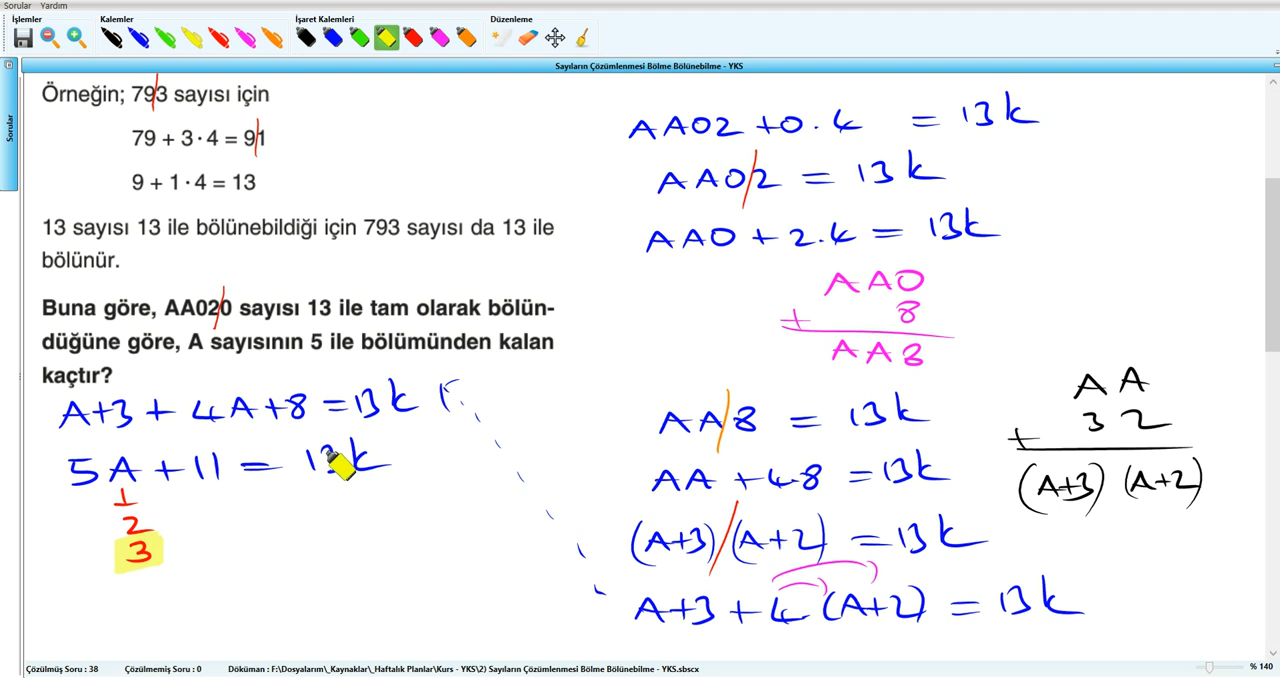 Sorular Yardım
İşlemler Kalemler İşaret Kalemleri Düzenleme
Sayıların Çözümlenmesi Bölme Bölünebilme - YKS
Sorular
Örneğin; 793 sayısı için
79 + 3 · 4 = 91
9 + 1 · 4 = 13
13 sayısı 13 ile bölünebildiği için 793 sayısı da 13 ile
bölünür.
Buna göre, AA020 sayısı 13 ile tam olarak bölün-
düğüne göre, A sayısının 5 ile bölümünden kalan
kaçtır?
A+3 + 4A+8 = 13k
5A + 11 = 13k
1
2
3
AA02 + 0.4 = 13k
AA02 = 13k
AA0 + 2.4 = 13k
AA0
+ 8
AA8
AA8 = 13k
AA + 4.8 = 13k
(A+3) (A+2) = 13k
A+3 + 4 (A+2) = 13k
AA
+ 32
(A+3) (A+2)
Çözülmüş Soru : 38 Çözülmemiş Soru : 0 Döküman : F:\Dosyalarım\_Kaynaklar\_Haftalık Planlar\Kurs - YKS\2) Sayıların Çözümlenmesi Bölme Bölünebilme - YKS.sbscx % 140